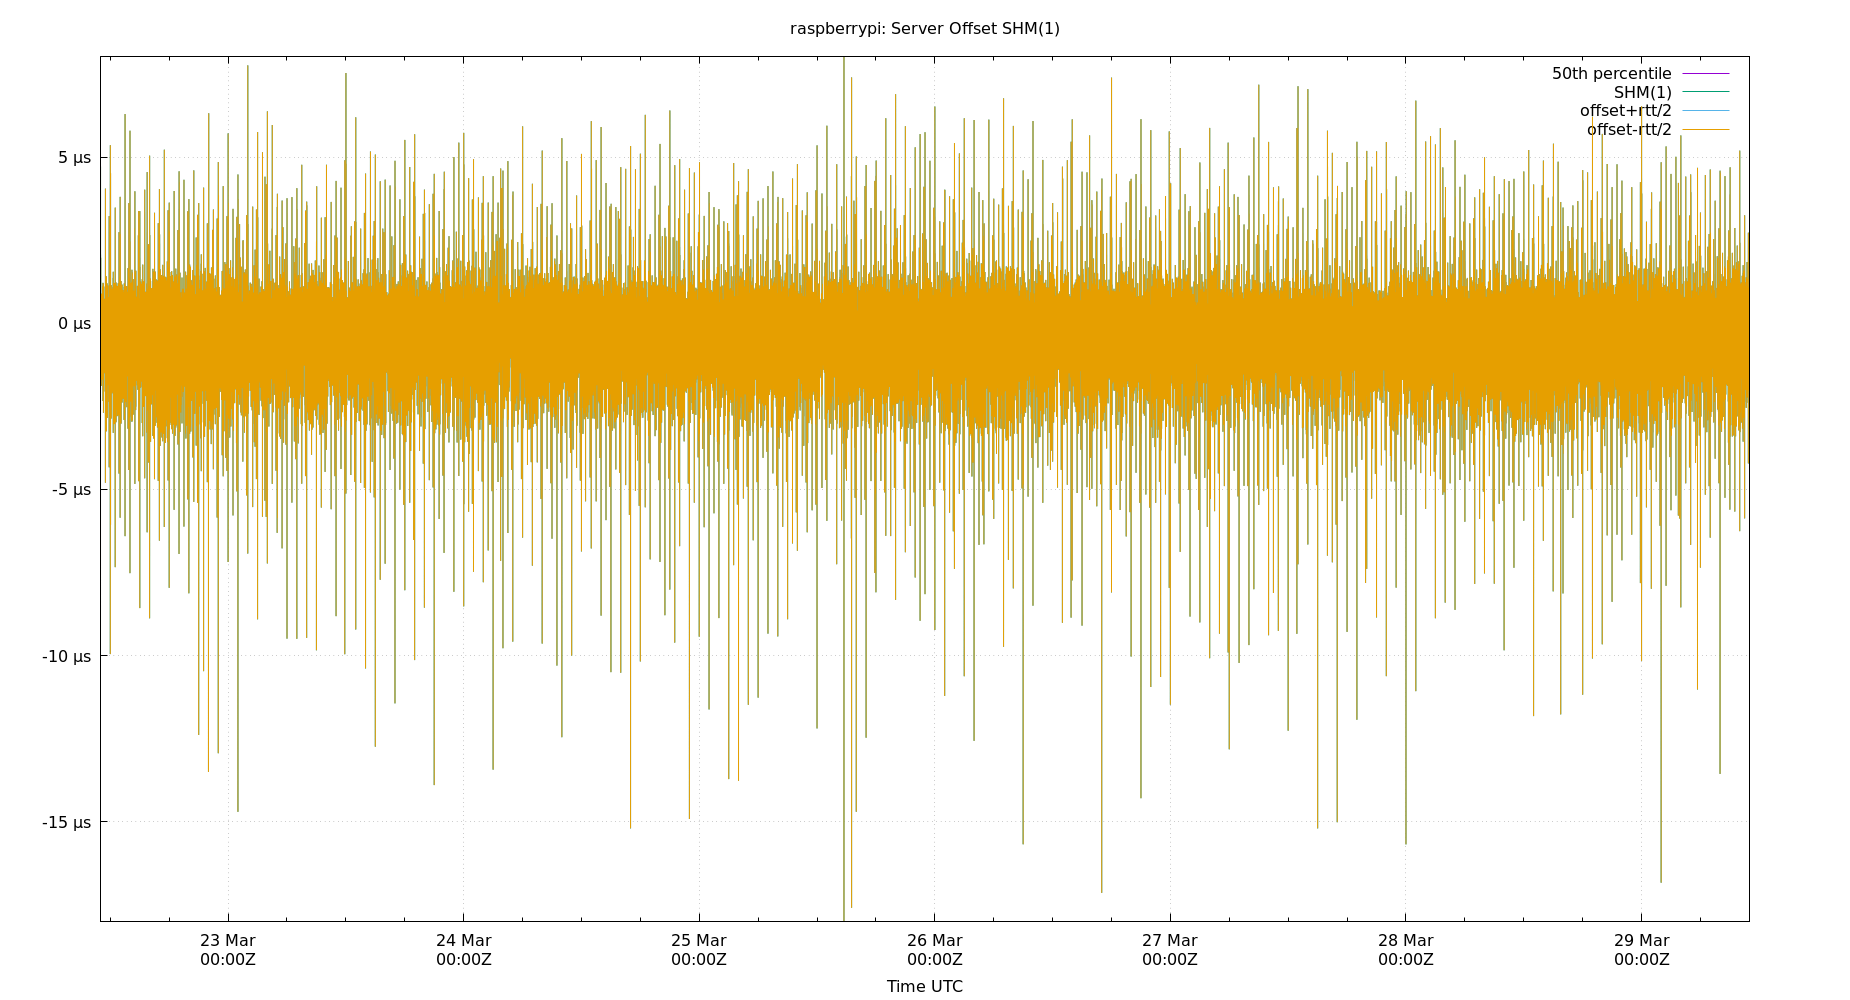 raspberrypi: Server Offset SHM(1)
50th percentile
SHM(1)
offset+rtt/2
offset-rtt/2
5 µs
0 µs
-5 µs
-10 µs
-15 µs
23 Mar 24 Mar 25 Mar 26 Mar 27 Mar 28 Mar 29 Mar
00:00Z 00:00Z 00:00Z 00:00Z 00:00Z 00:00Z 00:00Z
Time UTC